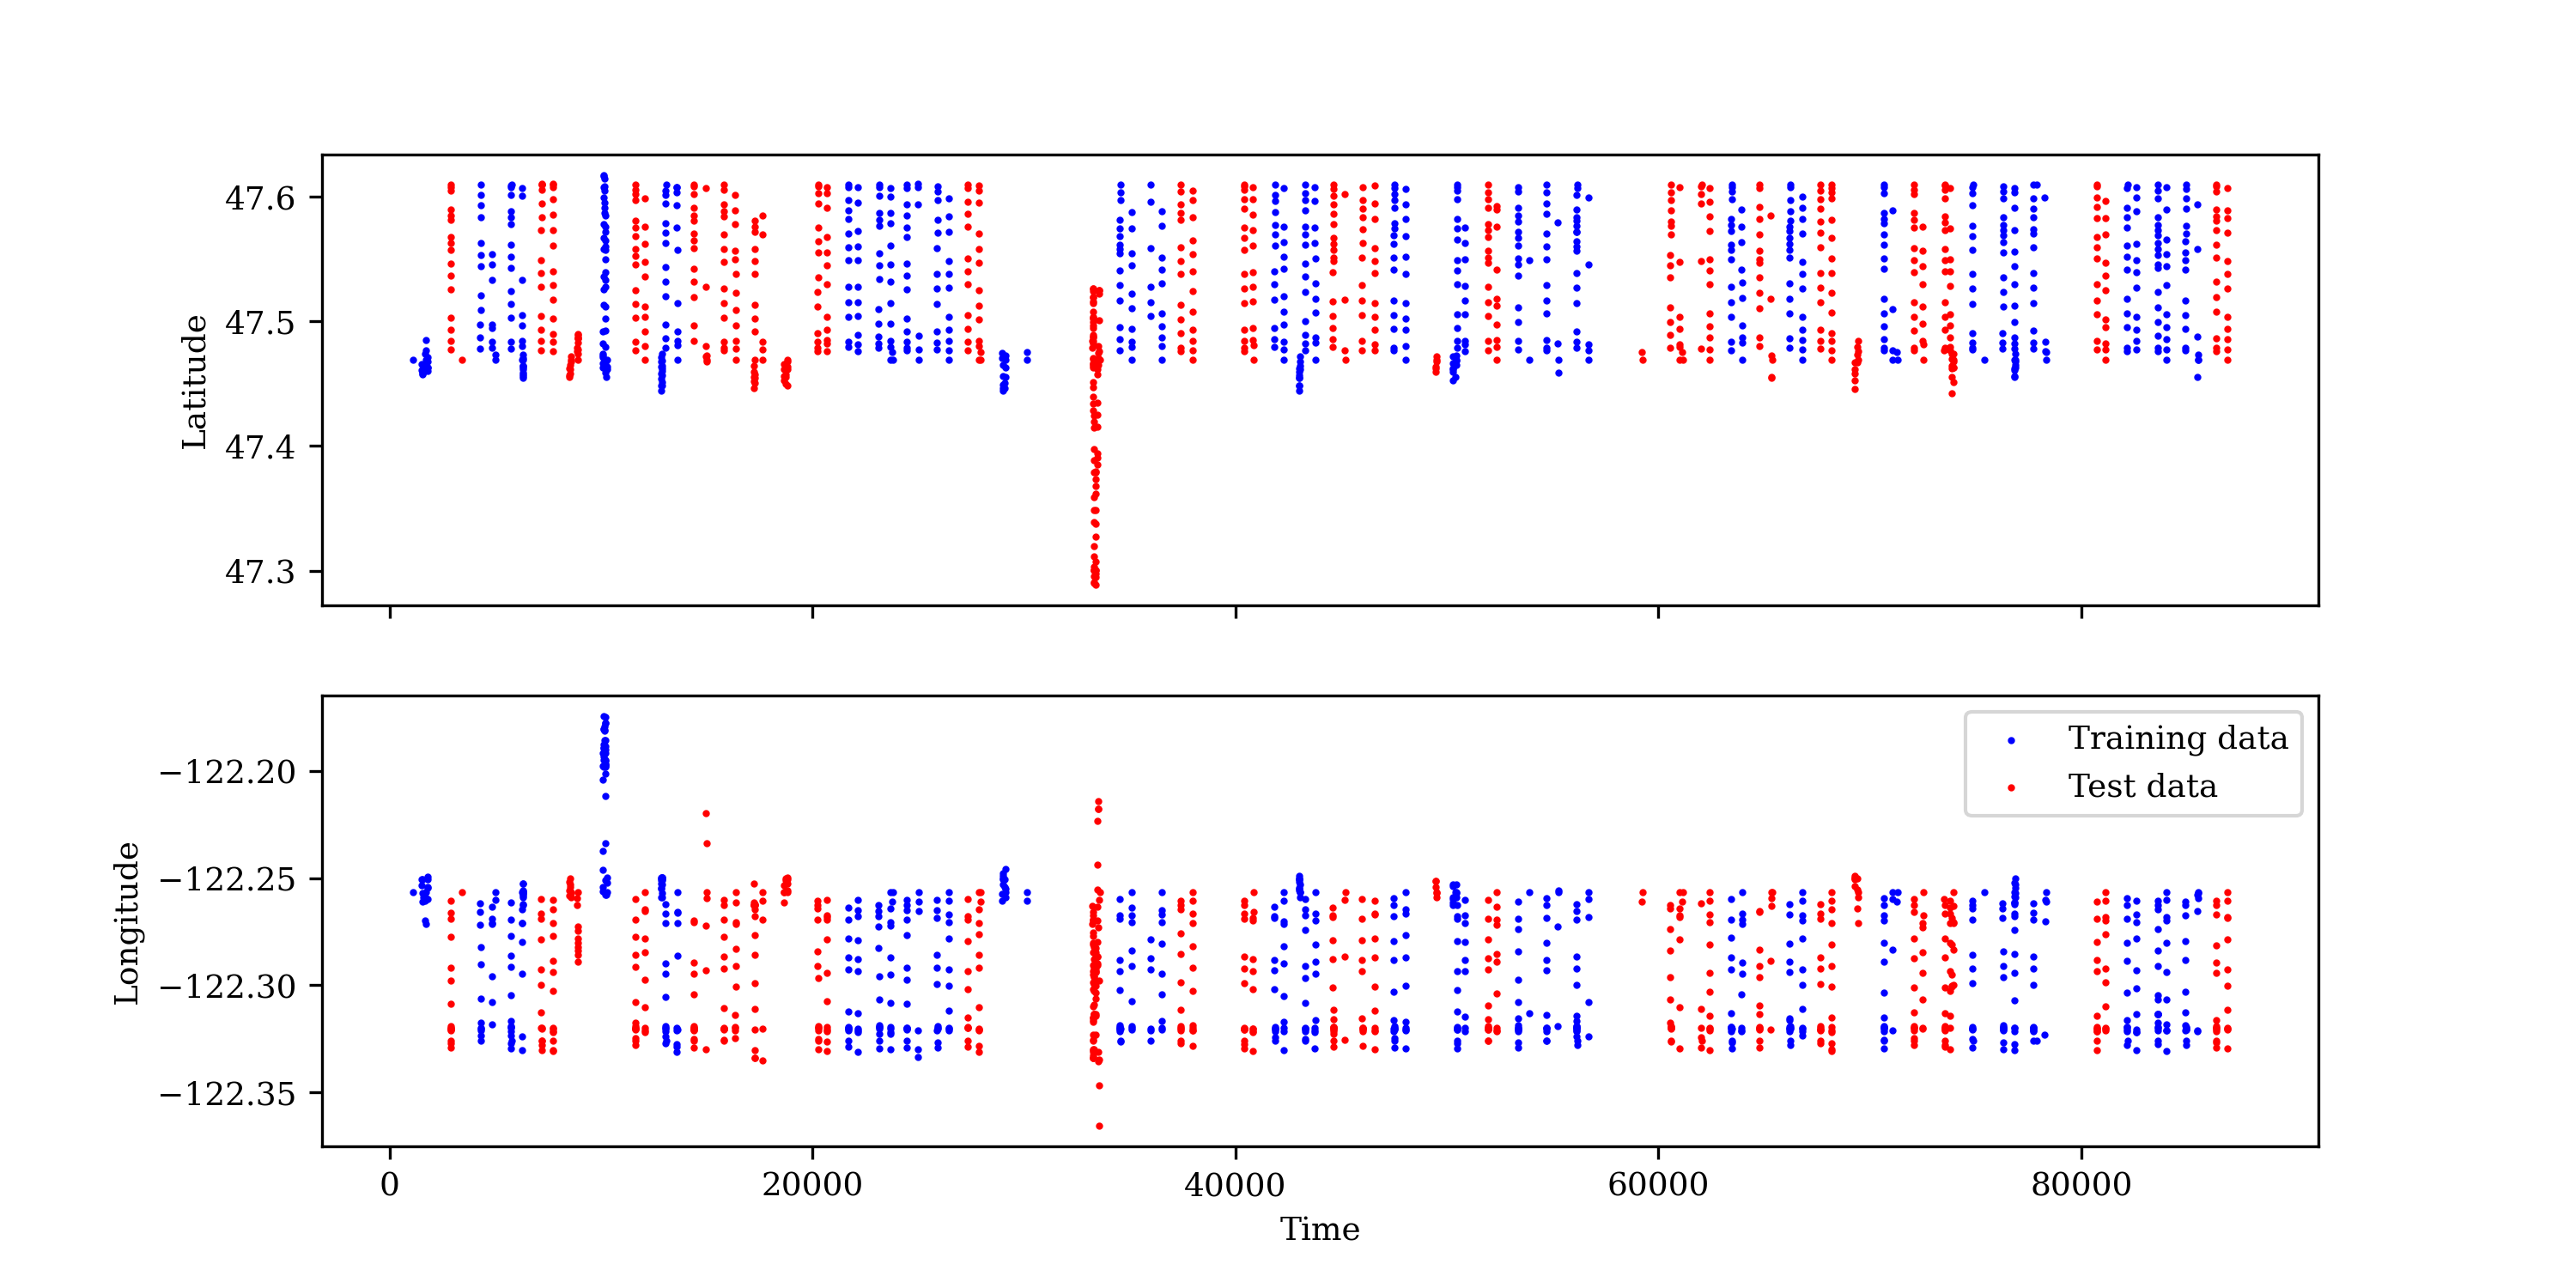 47.6
47.5
47.4
47.3
Latitude
−122.20
−122.25
−122.30
−122.35
Longitude
Training data
Test data
0 20000 40000 60000 80000
Time